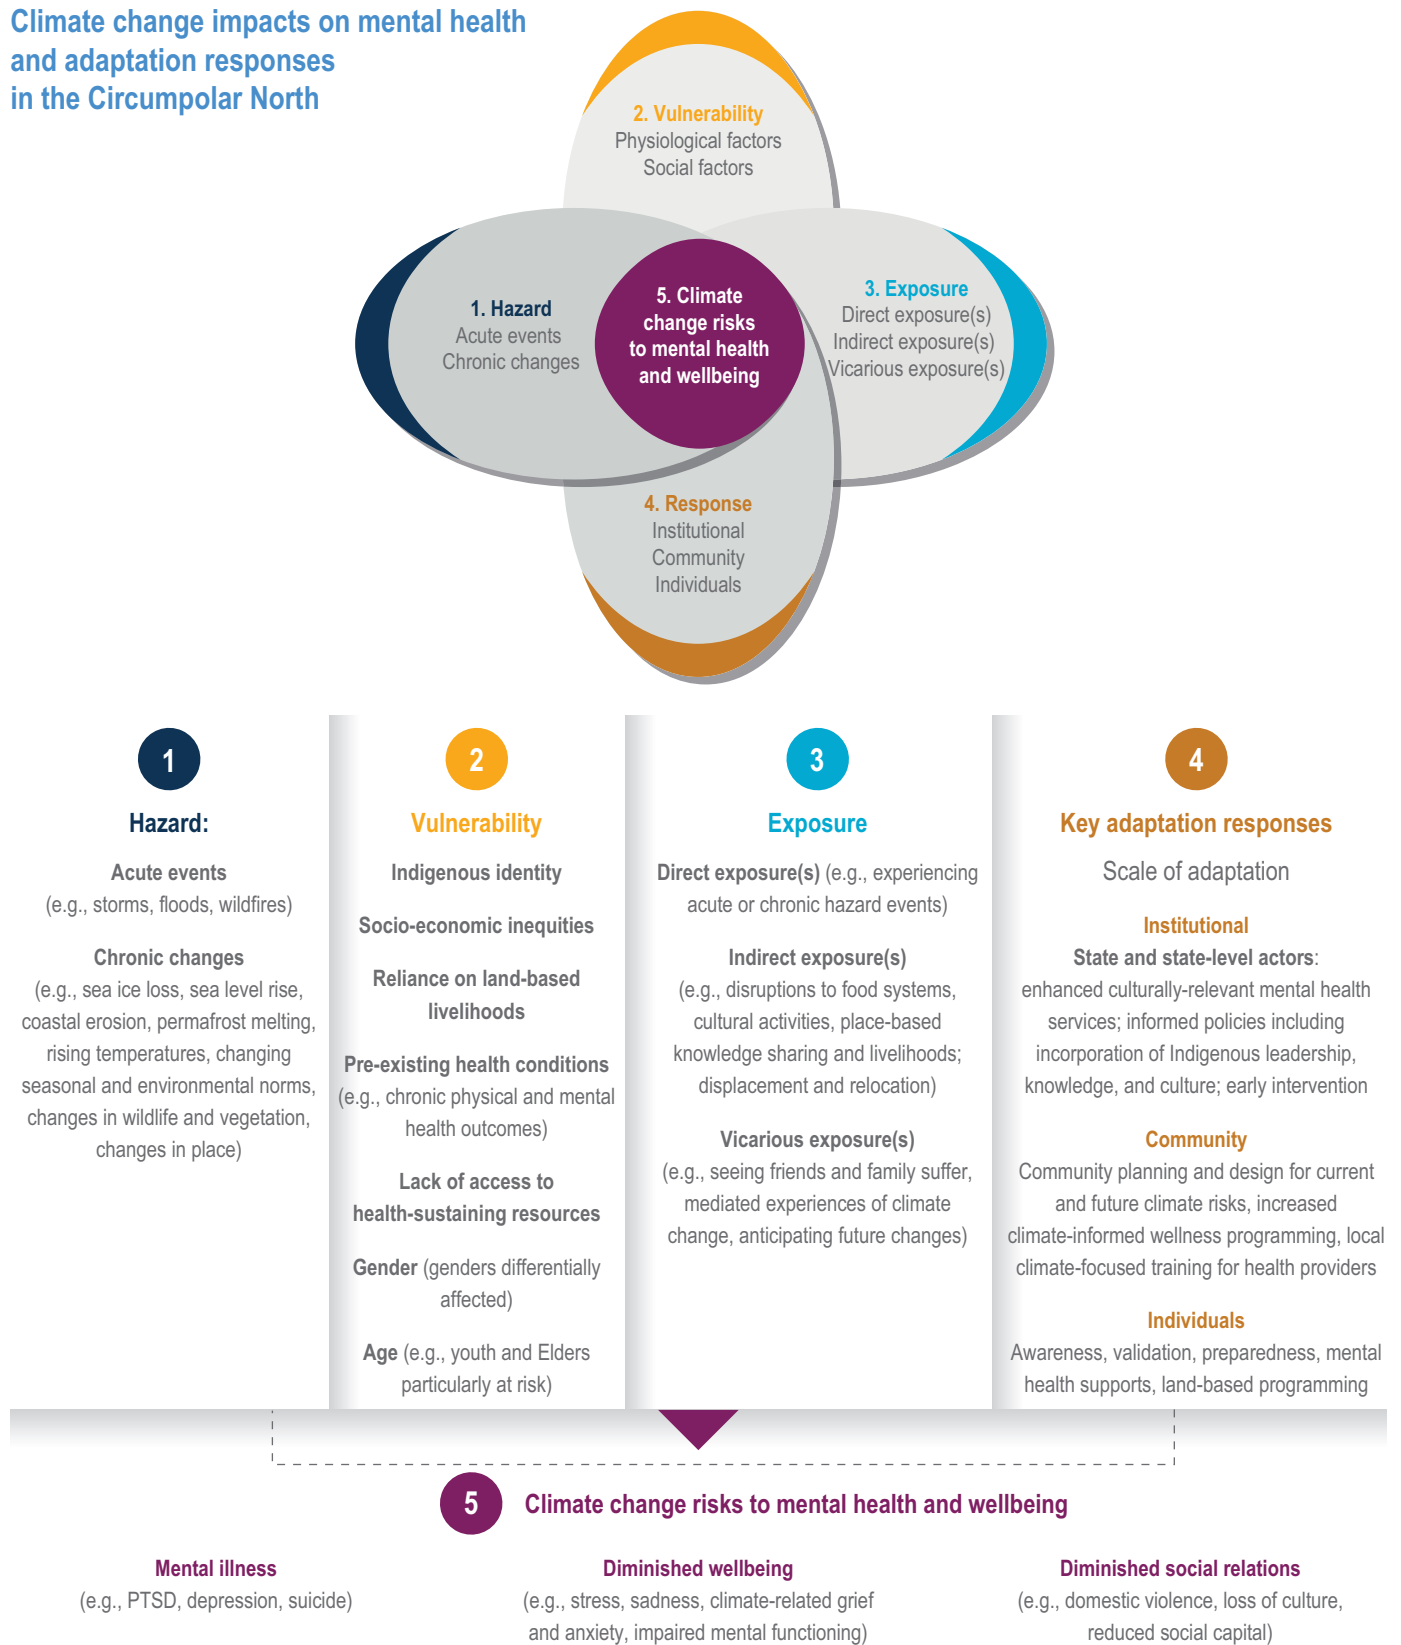 Climate change impacts on mental health
and adaptation responses
in the Circumpolar North
2. Vulnerability
Physiological factors
Social factors
1. Hazard
Acute events
Chronic changes
5. Climate
change risks
to mental health
and wellbeing
3. Exposure
Direct exposure(s)
Indirect exposure(s)
Vicarious exposure(s)
4. Response
Institutional
Community
Individuals
1
Hazard:
Acute events
(e.g., storms, floods, wildfires)
Chronic changes
(e.g., sea ice loss, sea level rise,
coastal erosion, permafrost melting,
rising temperatures, changing
seasonal and environmental norms,
changes in wildlife and vegetation,
changes in place)
2
Vulnerability
Indigenous identity
Socio-economic inequities
Reliance on land-based
livelihoods
Pre-existing health conditions
(e.g., chronic physical and mental
health outcomes)
Lack of access to
health-sustaining resources
Gender (genders differentially
affected)
Age (e.g., youth and Elders
particularly at risk)
3
Exposure
Direct exposure(s) (e.g., experiencing
acute or chronic hazard events)
Indirect exposure(s)
(e.g., disruptions to food systems,
cultural activities, place-based
knowledge sharing and livelihoods;
displacement and relocation)
Vicarious exposure(s)
(e.g., seeing friends and family suffer,
mediated experiences of climate
change, anticipating future changes)
4
Key adaptation responses
Scale of adaptation
Institutional
State and state-level actors:
enhanced culturally-relevant mental health
services; informed policies including
incorporation of Indigenous leadership,
knowledge, and culture; early intervention
Community
Community planning and design for current
and future climate risks, increased
climate-informed wellness programming, local
climate-focused training for health providers
Individuals
Awareness, validation, preparedness, mental
health supports, land-based programming
5
Climate change risks to mental health and wellbeing
Mental illness
(e.g., PTSD, depression, suicide)
Diminished wellbeing
(e.g., stress, sadness, climate-related grief
and anxiety, impaired mental functioning)
Diminished social relations
(e.g., domestic violence, loss of culture,
reduced social capital)